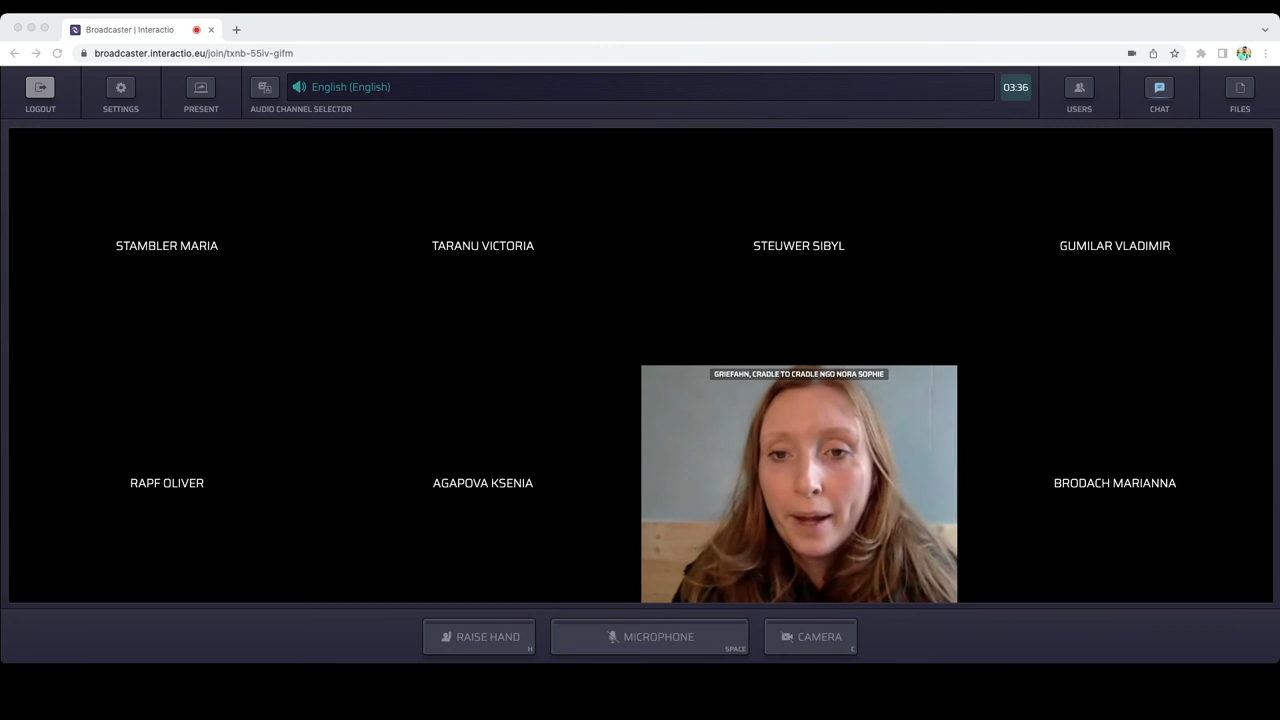 Broadcaster | Interactio
broadcaster.interactio.eu/join/txnb-55iv-gifm
English (English)
03:36
LOGOUT
SETTINGS
PRESENT
AUDIO CHANNEL SELECTOR
USERS
CHAT
FILES
STAMBLER MARIA
TARANU VICTORIA
STEUWER SIBYL
GUMILAR VLADIMIR
GRIEFAHN, CRADLE TO CRADLE NGO NORA SOPHIE
RAPF OLIVER
AGAPOVA KSENIA
BRODACH MARIANNA
RAISE HAND
H
MICROPHONE
SPACE
CAMERA
C